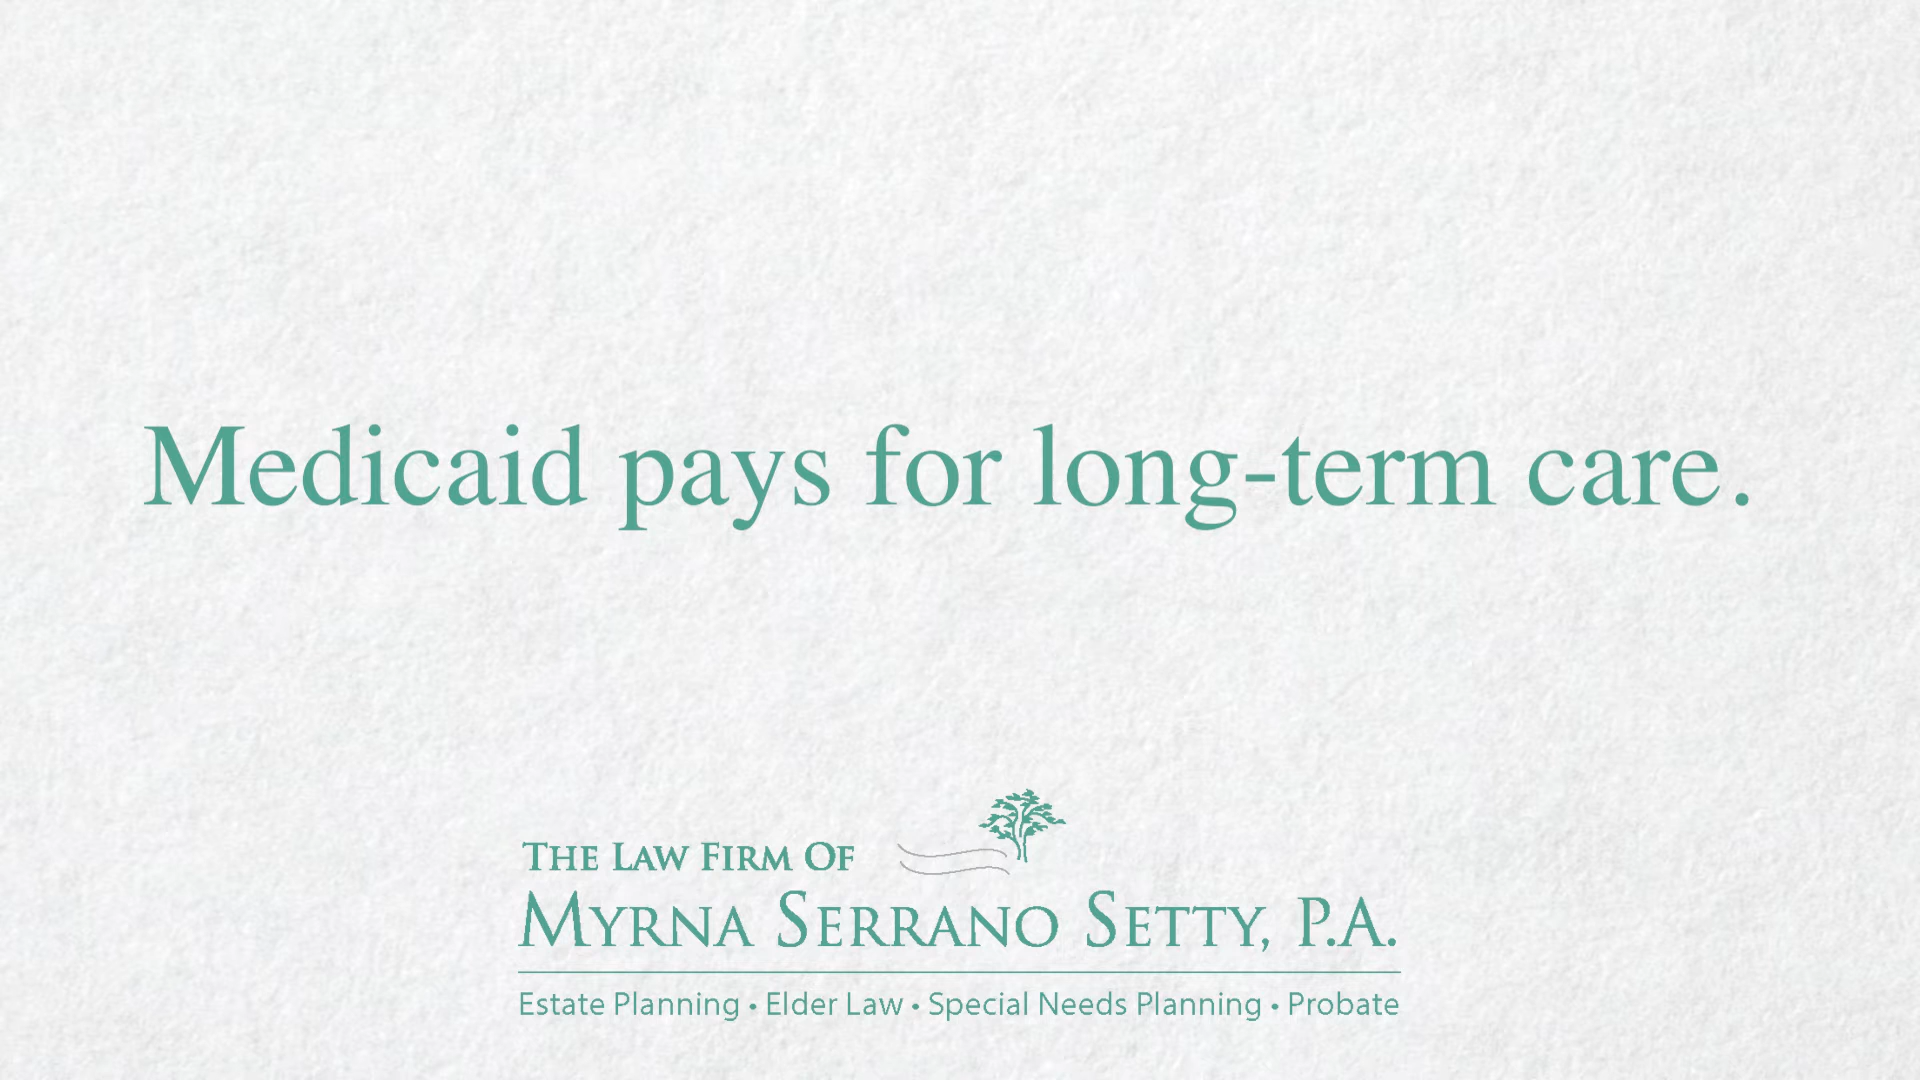 Medicaid pays for long-term care.
The Law Firm Of
Myrna Serrano Setty, P.A.
Estate Planning • Elder Law • Special Needs Planning • Probate